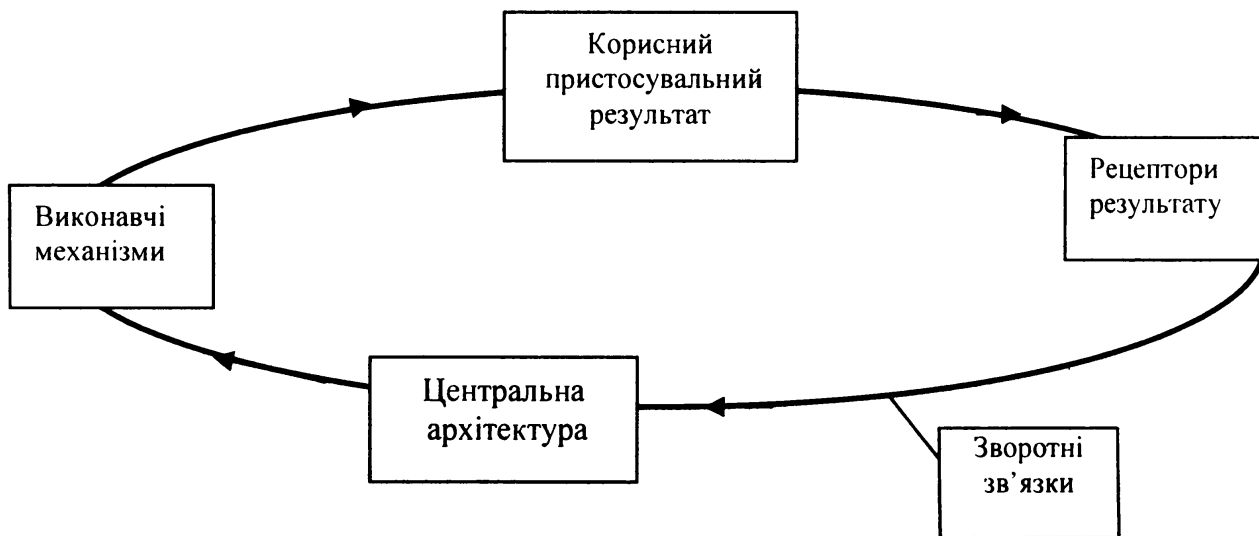 Корисний
пристосувальний
результат
Рецептори
результату
Виконавчі
механізми
Центральна
архітектура
Зворотні
зв’язки